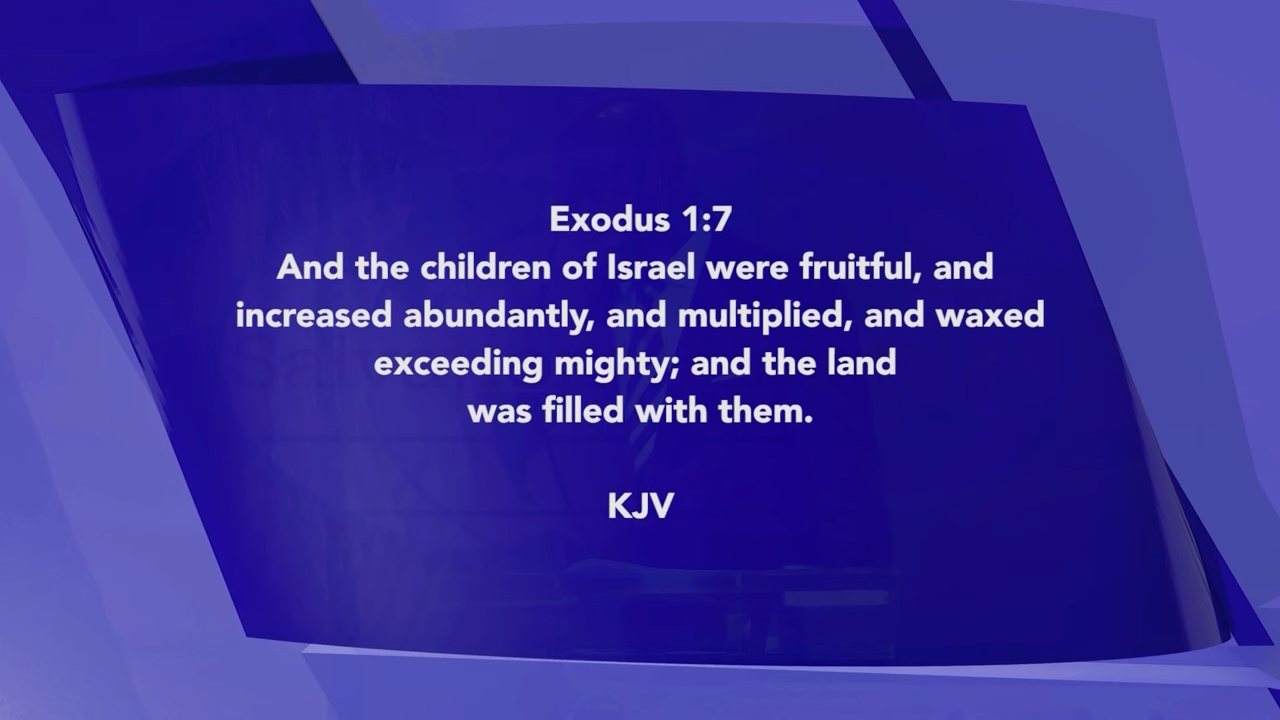 Exodus 1:7
And the children of Israel were fruitful, and
increased abundantly, and multiplied, and waxed
exceeding mighty; and the land
was filled with them.
KJV